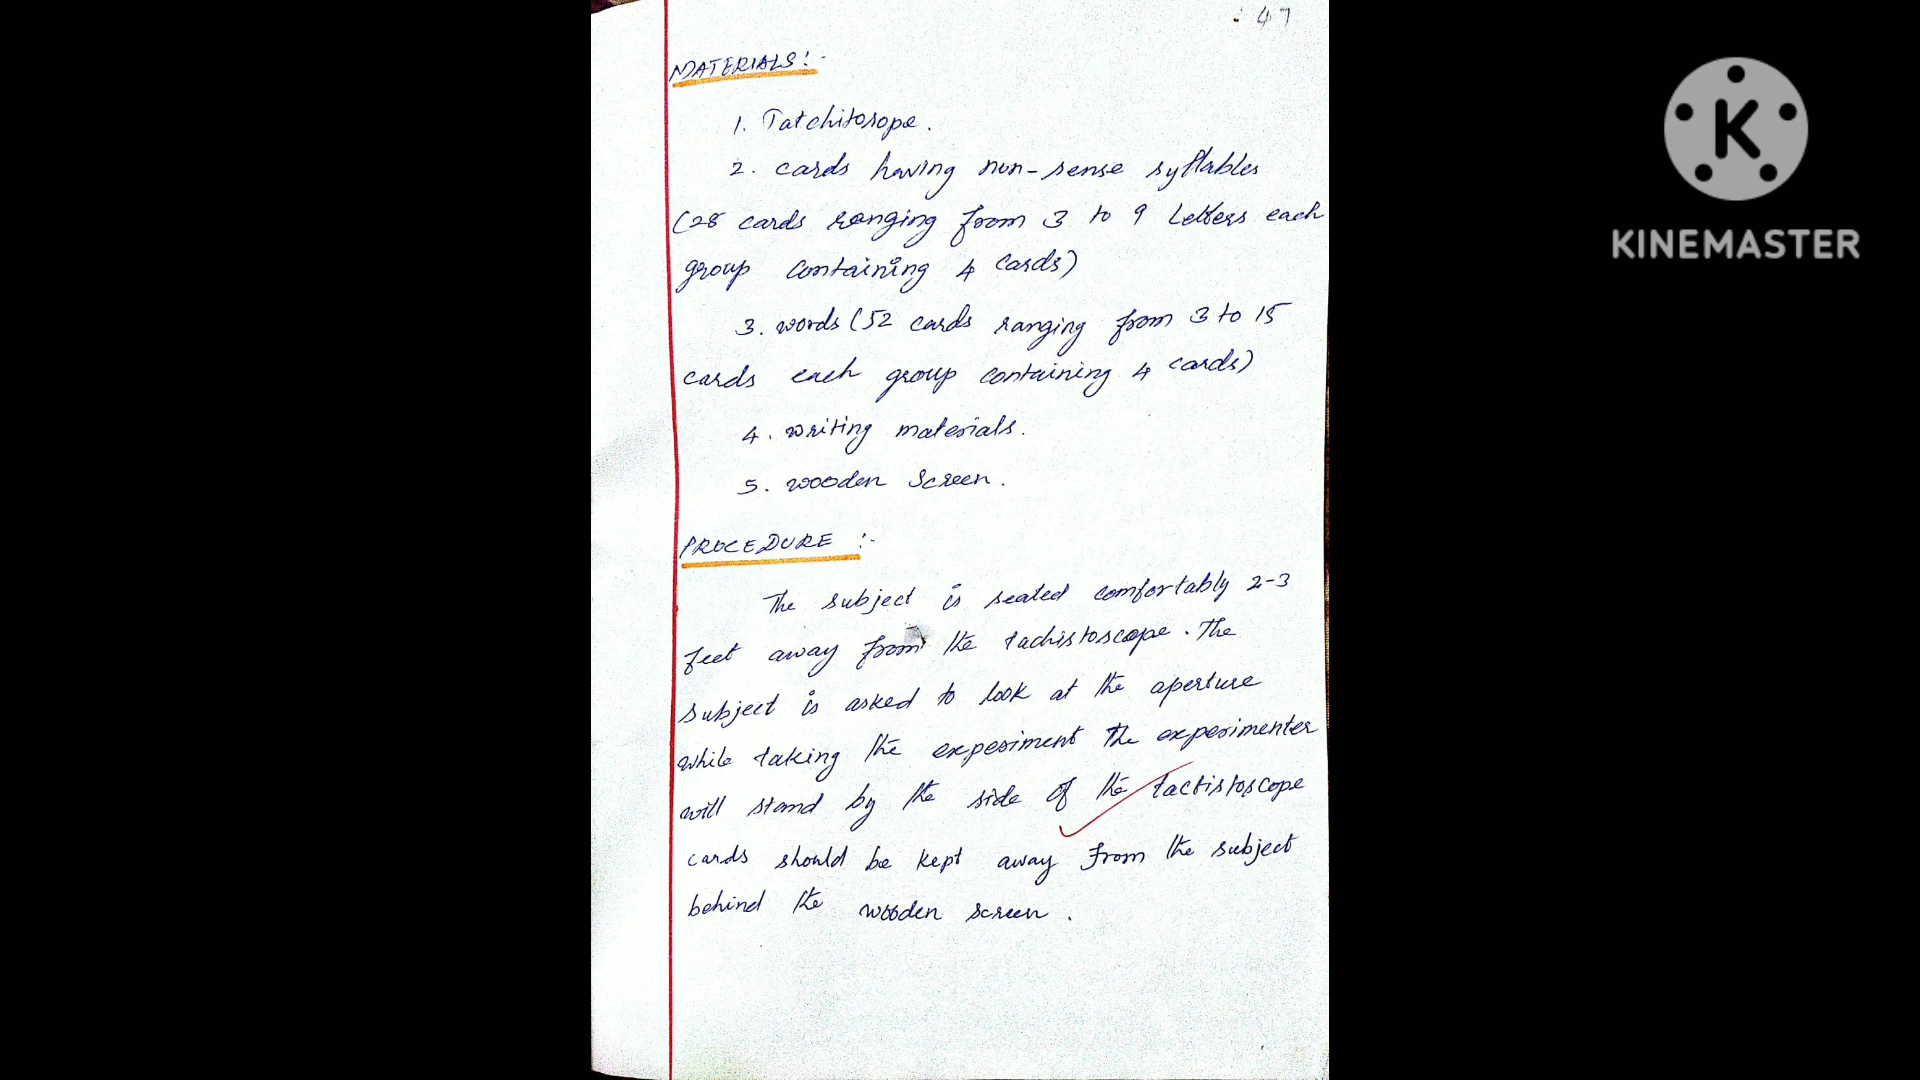 47
MATERIALS:-
1. Tatchitosope.
2. cards having non-sense syllables
(28 cards ranging from 3 to 9 Letters each
group containing 4 cards)
3. words (52 cards ranging from 3 to 15
cards each group containing 4 cards)
4. writing materials.
5. wooden screen.
PROCEDURE :-
The subject is seated comfortably 2-3
feet away from the tachistoscope. The
subject is asked to look at the aperture
while taking the experiment the experimenter
will stand by the side of the tactistoscope
cards should be kept away from the subject
behind the wooden screen.
K
KINEMASTER